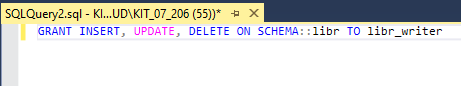 SQLQuery2.sql - KI...UD\KIT_07_206 (55))*
GRANT INSERT, UPDATE, DELETE ON SCHEMA::libr TO libr_writer